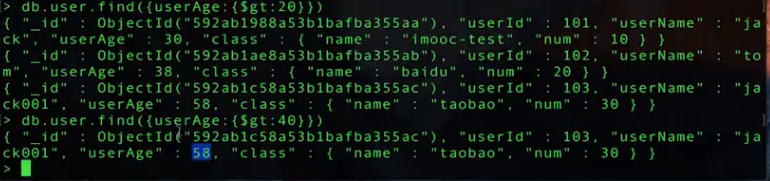 > db.user.find({userAge:{$gt:20}})
{ "_id" : ObjectId("592ab1988a53b1bafba355aa"), "userId" : 101, "userName" : "ja
ck", "userAge" : 30, "class" : { "name" : "imooc-test", "num" : 10 } }
{ "_id" : ObjectId("592ab1ae8a53b1bafba355ab"), "userId" : 102, "userName" : "to
m", "userAge" : 38, "class" : { "name" : "baidu", "num" : 20 } }
{ "_id" : ObjectId("592ab1c58a53b1bafba355ac"), "userId" : 103, "userName" : "ja
ck001", "userAge" : 58, "class" : { "name" : "taobao", "num" : 30 } }
> db.user.find({userAge:{$gt:40}})
{ "_id" : ObjectId("592ab1c58a53b1bafba355ac"), "userId" : 103, "userName" : "ja
ck001", "userAge" : 58, "class" : { "name" : "taobao", "num" : 30 } }
>